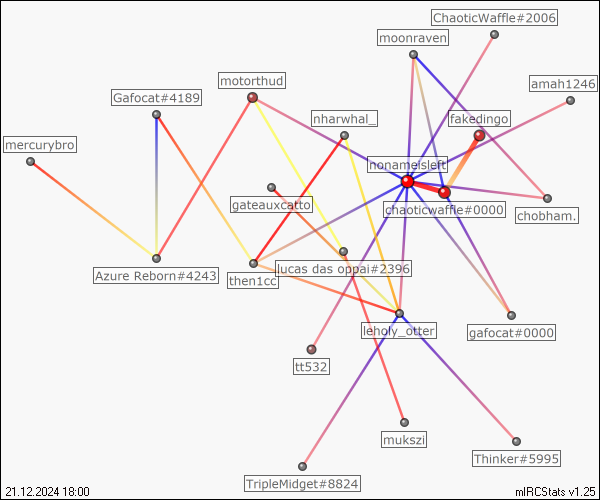 ChaoticWaffle#2006
moonraven
amah1246
motorthud
Gafocat#4189
nharwhal_
fakedingo
mercurybro
nonameisleft
gateauxcatto
chaoticwaffle#0000
chobham.
Azure Reborn#4243
then1cc
lucas das oppai#2396
leholy_otter
gafocat#0000
tt532
mukszi
Thinker#5995
TripleMidget#8824
21.12.2024 18:00
mIRCStats v1.25